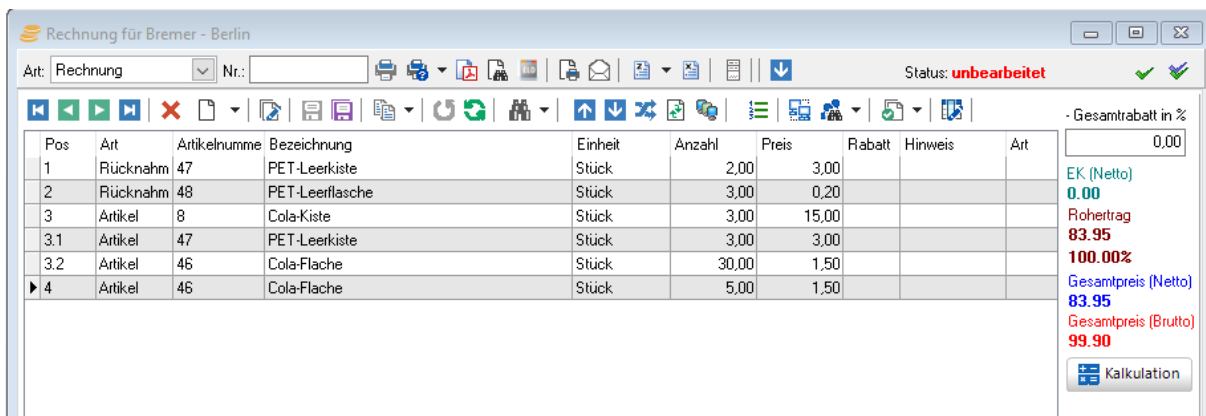 Rechnung für Bremer - Berlin
Art: Rechnung Nr.: Status: unbearbeitet
- Gesamtrabatt in %
0,00
Pos Art Artikelnumme Bezeichnung Einheit Anzahl Preis Rabatt Hinweis Art
1 Rücknahm 47 PET-Leerkiste Stück 2,00 3,00
2 Rücknahm 48 PET-Leerflasche Stück 3,00 0,20
3 Artikel 8 Cola-Kiste Stück 3,00 15,00
3.1 Artikel 47 PET-Leerkiste Stück 3,00 3,00
3.2 Artikel 46 Cola-Flache Stück 30,00 1,50
4 Artikel 46 Cola-Flache Stück 5,00 1,50
EK (Netto)
0.00
Rohertrag
83.95
100.00%
Gesamtpreis (Netto)
83.95
Gesamtpreis (Brutto)
99.90
Kalkulation